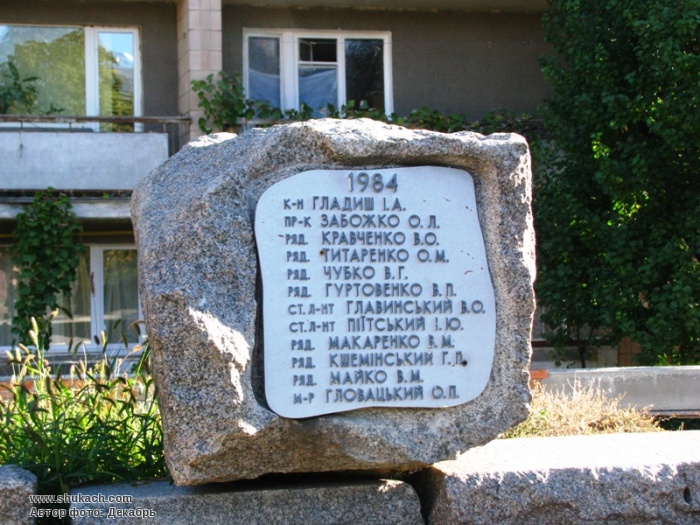 1984
К-Н ГЛАДИШ І.А.
ПР-К ЗАБОЖКО О.Л.
РЯД. КРАВЧЕНКО В.О.
РЯД. ТИТАРЕНКО О.М.
РЯД. ЧУБКО В.Г.
РЯД. ГУРТОВЕНКО В.П.
СТ.Л-НТ ГЛАВИНСЬКИЙ В.О.
СТ.Л-НТ ПІЇТСЬКИЙ І.Ю.
РЯД. МАКАРЕНКО В.М.
РЯД. КШЕМІНСЬКИЙ Г.П.
РЯД. МАЙКО В.М.
М-Р ГЛОВАЦЬКИЙ О.П.
www.shukach.com
Автор фото: Декабрь